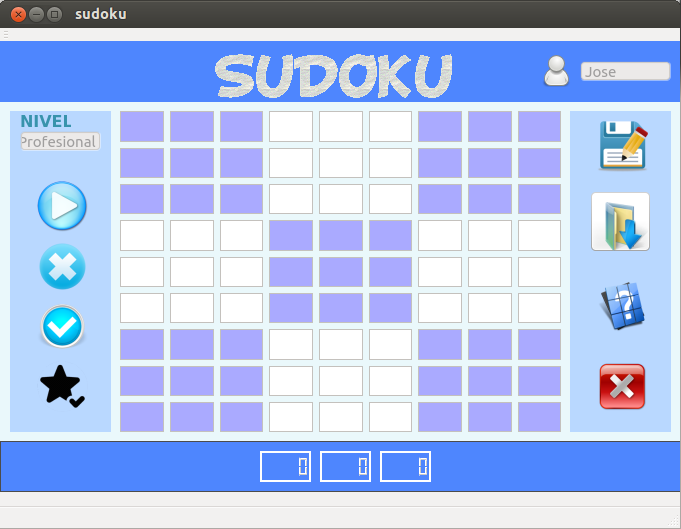 sudoku
SUDOKU
Jose
NIVEL
Profesional
?
0 0 0